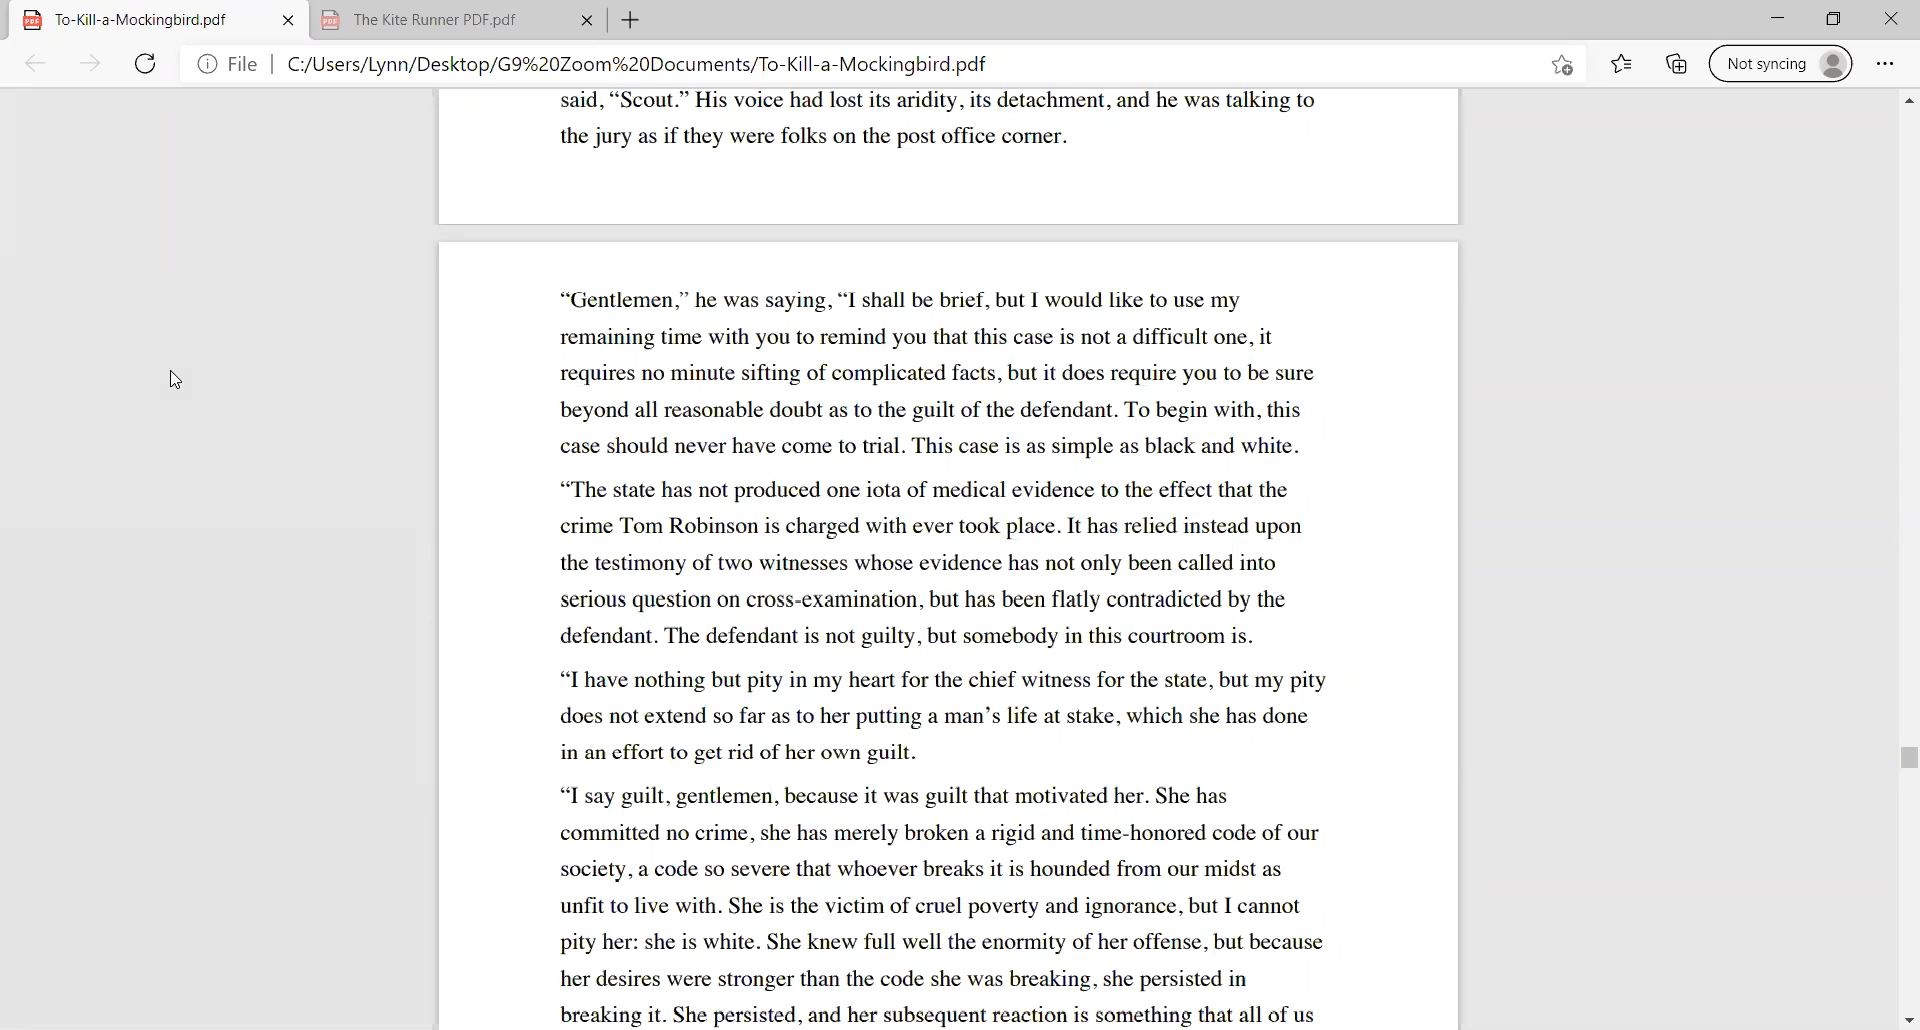 To-Kill-a-Mockingbird.pdf
The Kite Runner PDF.pdf
File
C:/Users/Lynn/Desktop/G9%20Zoom%20Documents/To-Kill-a-Mockingbird.pdf
Not syncing
said, “Scout.” His voice had lost its aridity, its detachment, and he was talking to
the jury as if they were folks on the post office corner.
“Gentlemen,” he was saying, “I shall be brief, but I would like to use my
remaining time with you to remind you that this case is not a difficult one, it
requires no minute sifting of complicated facts, but it does require you to be sure
beyond all reasonable doubt as to the guilt of the defendant. To begin with, this
case should never have come to trial. This case is as simple as black and white.
“The state has not produced one iota of medical evidence to the effect that the
crime Tom Robinson is charged with ever took place. It has relied instead upon
the testimony of two witnesses whose evidence has not only been called into
serious question on cross-examination, but has been flatly contradicted by the
defendant. The defendant is not guilty, but somebody in this courtroom is.
“I have nothing but pity in my heart for the chief witness for the state, but my pity
does not extend so far as to her putting a man’s life at stake, which she has done
in an effort to get rid of her own guilt.
“I say guilt, gentlemen, because it was guilt that motivated her. She has
committed no crime, she has merely broken a rigid and time-honored code of our
society, a code so severe that whoever breaks it is hounded from our midst as
unfit to live with. She is the victim of cruel poverty and ignorance, but I cannot
pity her: she is white. She knew full well the enormity of her offense, but because
her desires were stronger than the code she was breaking, she persisted in
breaking it. She persisted, and her subsequent reaction is something that all of us